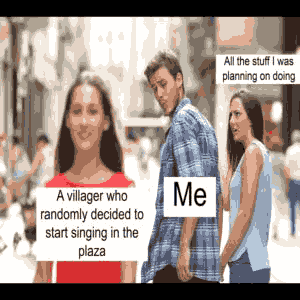 A villager who
randomly decided to
start singing in the
plaza
Me
All the stuff I was
planning on doing